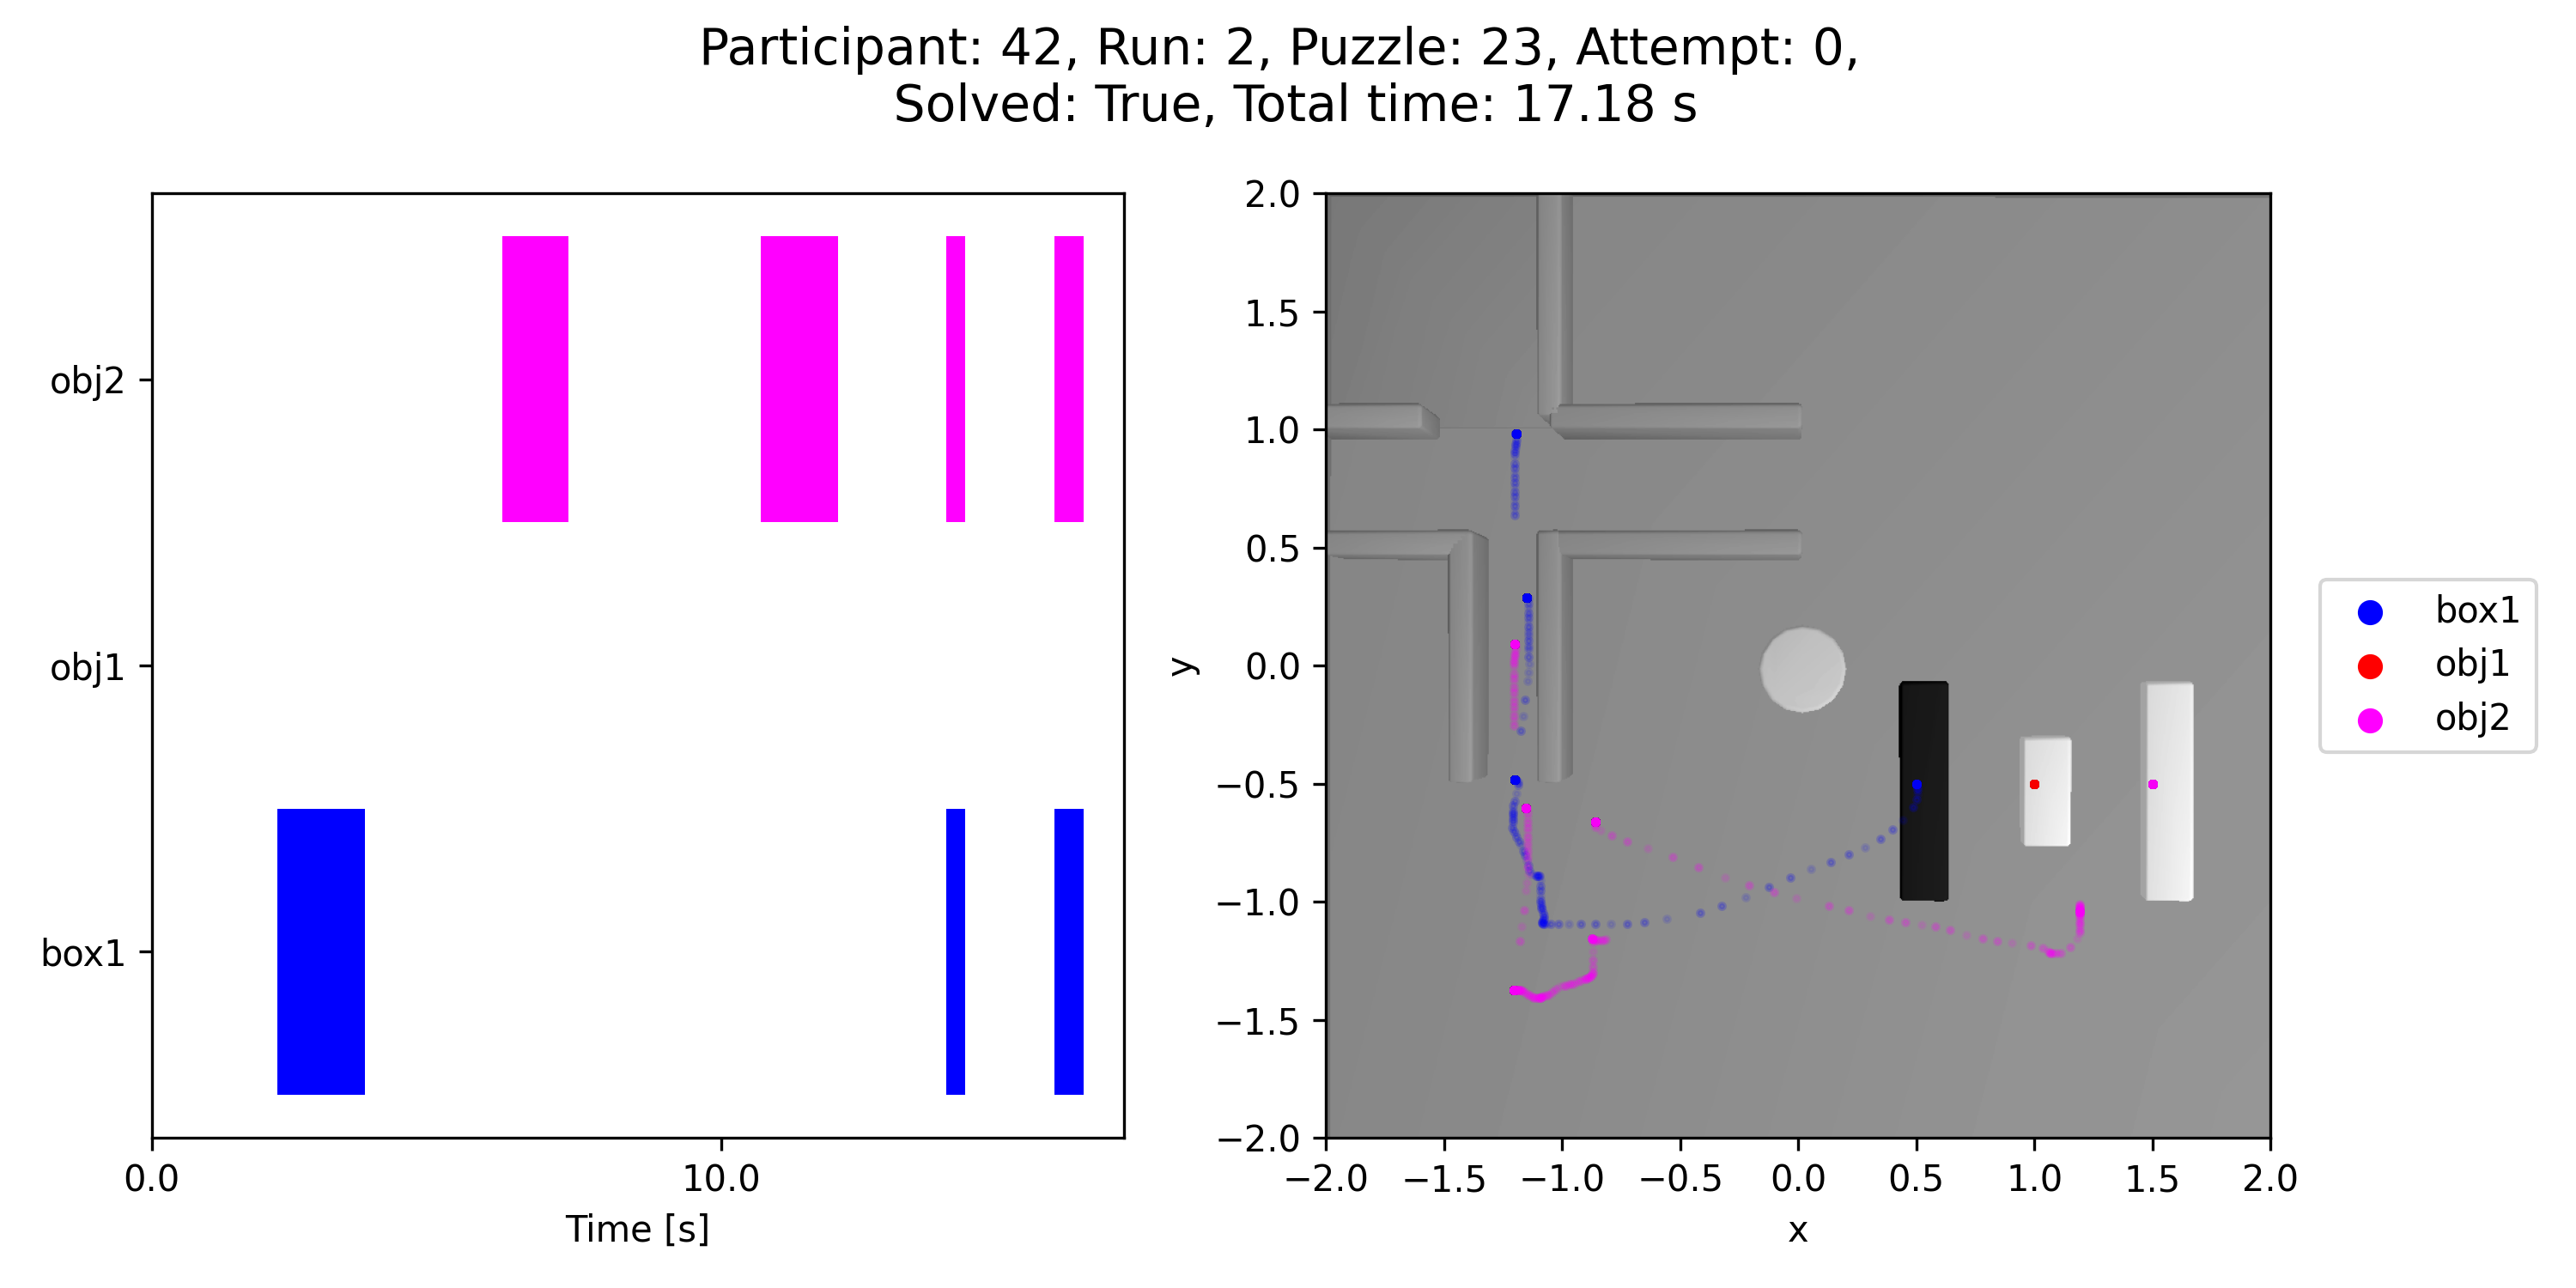 Participant: 42, Run: 2, Puzzle: 23, Attempt: 0,
Solved: True, Total time: 17.18 s
obj2
obj1
box1
0.0
10.0
Time [s]
2.0
1.5
1.0
0.5
0.0
−0.5
−1.0
−1.5
−2.0
y
−2.0
−1.5
−1.0
−0.5
0.0
0.5
1.0
1.5
2.0
x
box1
obj1
obj2